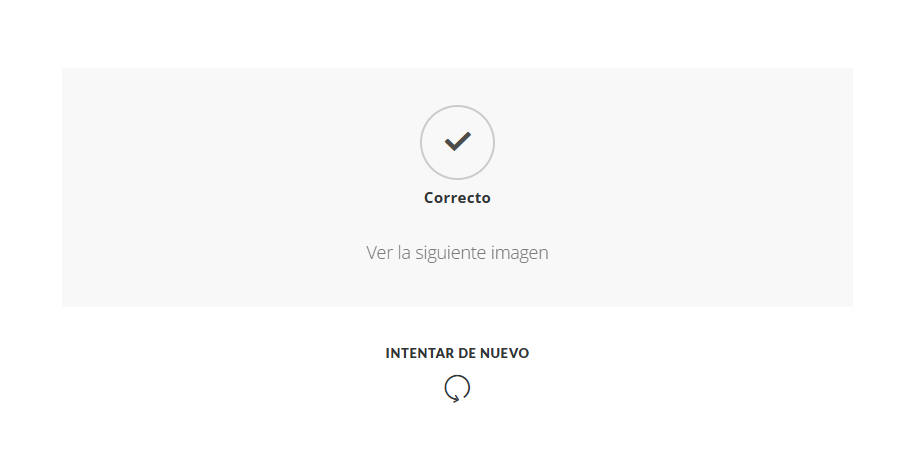 Correcto
Ver la siguiente imagen
INTENTAR DE NUEVO